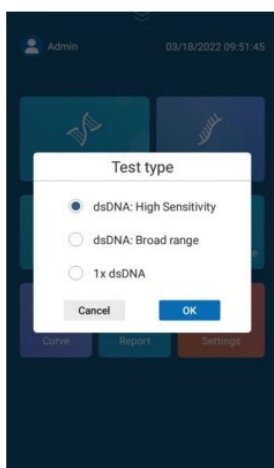 Admin
03/18/2022 09:51:45
Test type
dsDNA: High Sensitivity
dsDNA: Broad range
1x dsDNA
Cancel
OK
Curve
Report
Settings